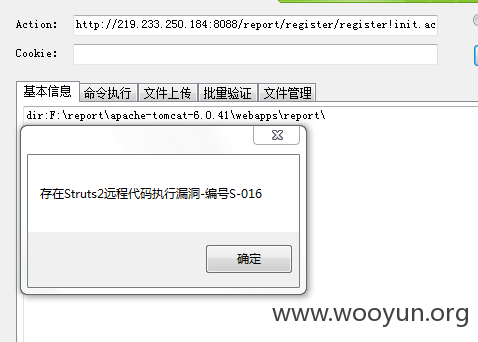 Action: http://219.233.250.184:8088/report/register/register!init.ac
Cookie:
基本信息 命令执行 文件上传 批量验证 文件管理
dir:F:\report\apache-tomcat-6.0.41\webapps\report\
存在Struts2远程代码执行漏洞-编号S-016
确定
www.wooyun.org